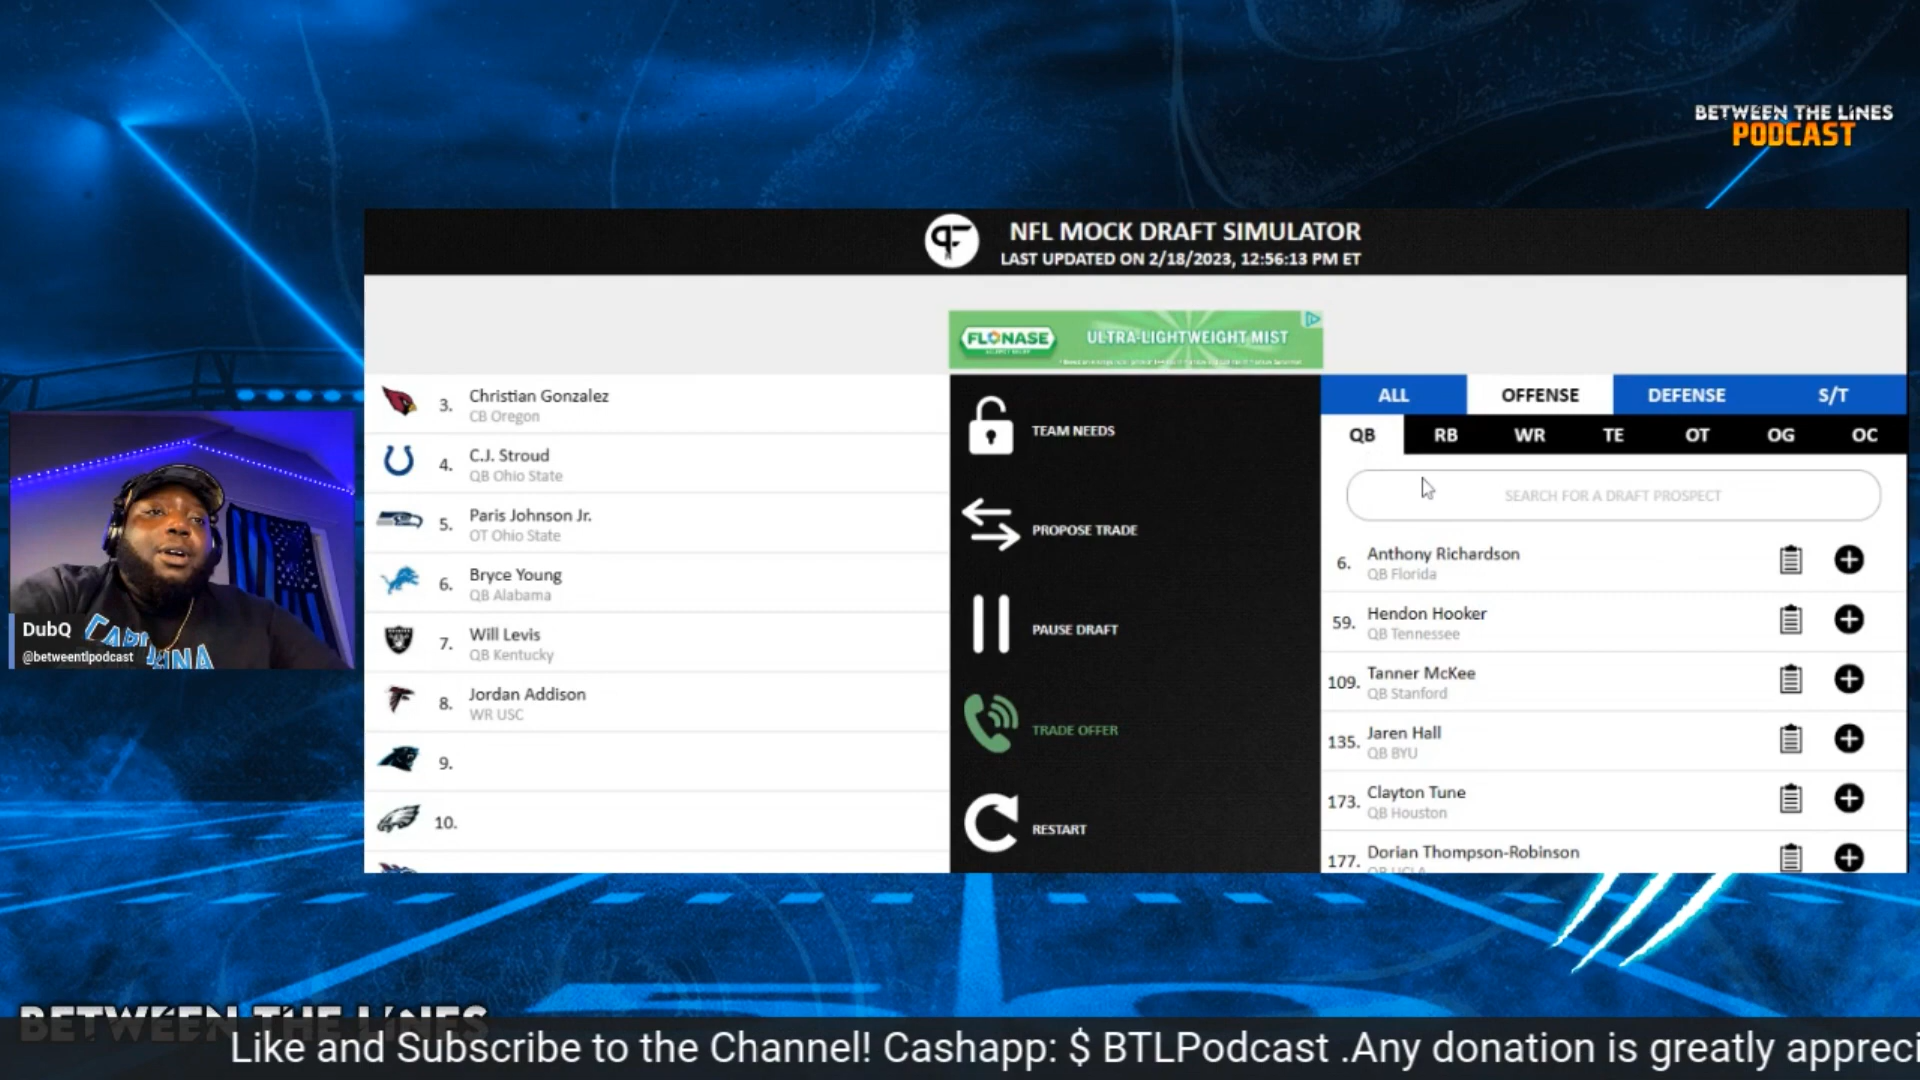 BETWEEN THE LINES
PODCAST
NFL MOCK DRAFT SIMULATOR
LAST UPDATED ON 2/18/2023, 12:56:13 PM ET
FLONASE
ULTRA-LIGHTWEIGHT MIST
3. Christian Gonzalez
CB Oregon
4. C.J. Stroud
QB Ohio State
5. Paris Johnson Jr.
OT Ohio State
6. Bryce Young
QB Alabama
7. Will Levis
QB Kentucky
8. Jordan Addison
WR USC
9.
10.
TEAM NEEDS
PROPOSE TRADE
PAUSE DRAFT
TRADE OFFER
RESTART
ALL OFFENSE DEFENSE S/T
QB RB WR TE OT OG OC
SEARCH FOR A DRAFT PROSPECT
6. Anthony Richardson
QB Florida
59. Hendon Hooker
QB Tennessee
109. Tanner McKee
QB Stanford
135. Jaren Hall
QB BYU
173. Clayton Tune
QB Houston
177. Dorian Thompson-Robinson
QB UCLA
DubQ
@betweentlpodcast
BETWEEN THE LINES
Like and Subscribe to the Channel! Cashapp: $ BTLPodcast .Any donation is greatly appreci